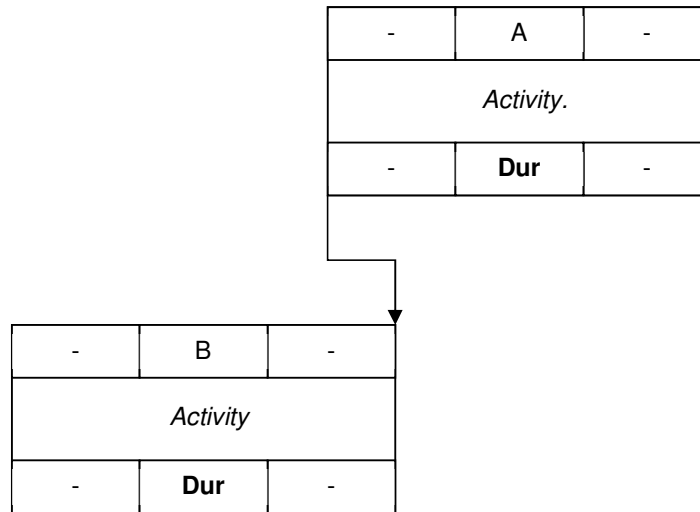 - A -
Activity.
- Dur -
- B -
Activity
- Dur -